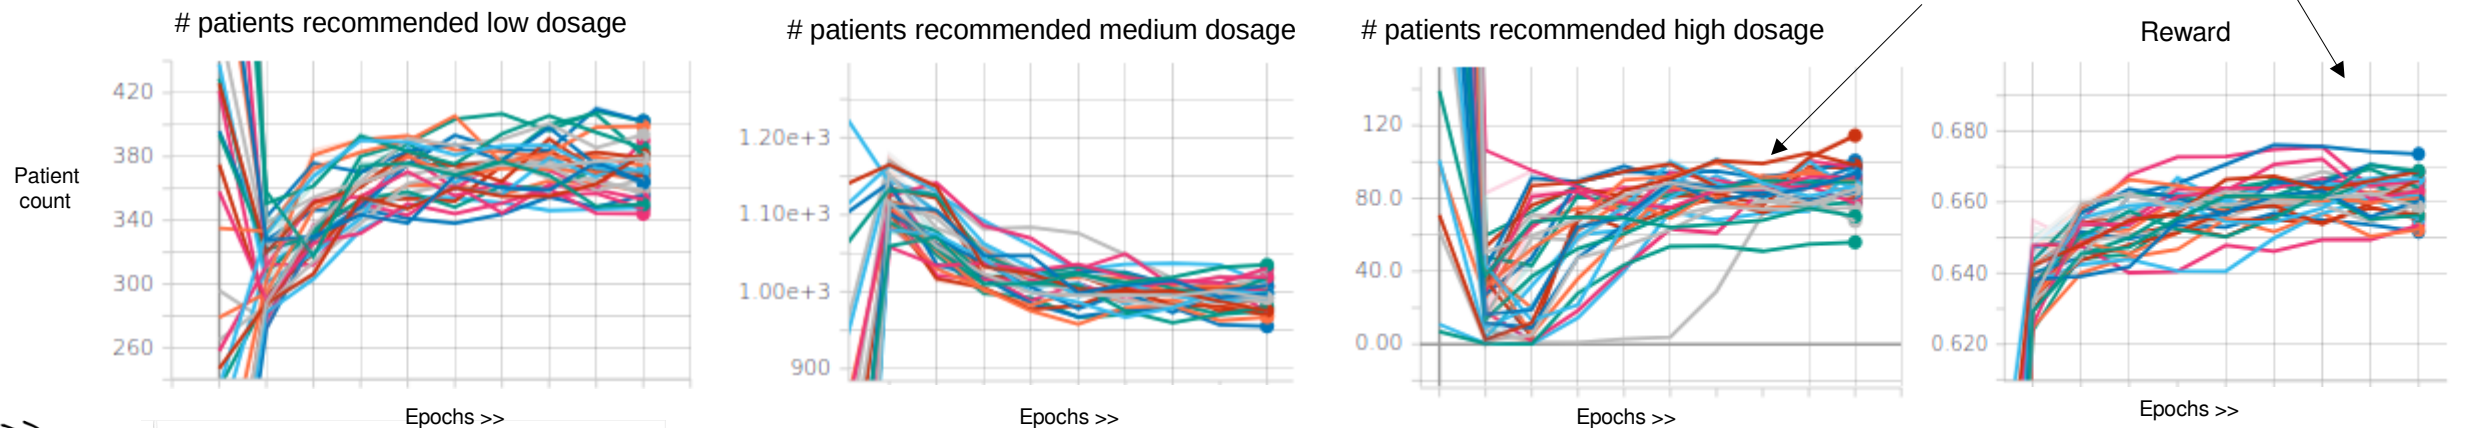 # patients recommended low dosage
# patients recommended medium dosage
# patients recommended high dosage
Reward
Patient
count
420
380
340
300
260
Epochs >>
1.20e+3
1.10e+3
1.00e+3
900
Epochs >>
120
80.0
40.0
0.00
Epochs >>
0.680
0.660
0.640
0.620
Epochs >>